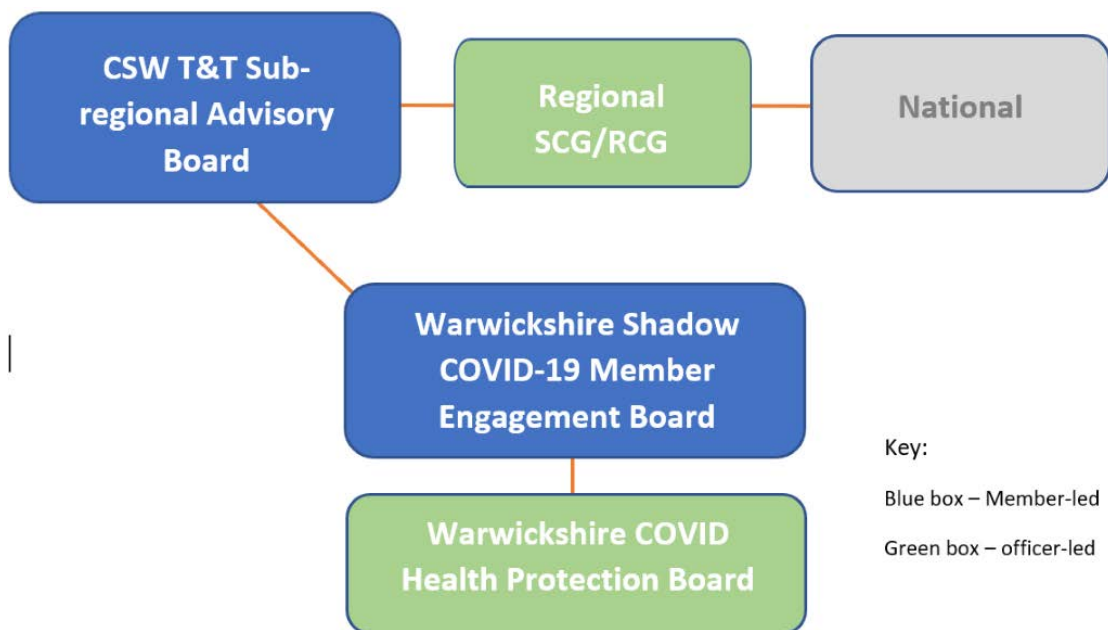 CSW T&T Sub-
regional Advisory
Board
Regional
SCG/RCG
National
Warwickshire Shadow
COVID-19 Member
Engagement Board
Warwickshire COVID
Health Protection Board
Key:
Blue box – Member-led
Green box – officer-led